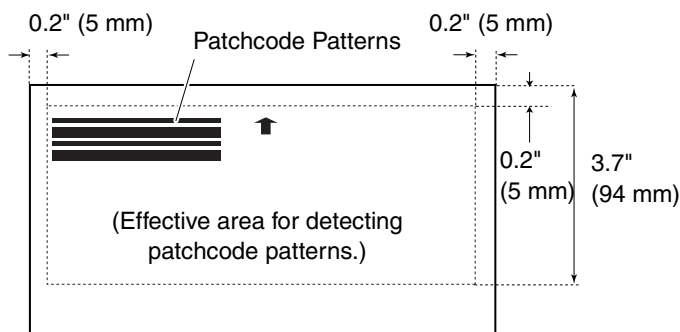 0.2" (5 mm)
Patchcode Patterns
0.2" (5 mm)
0.2"
(5 mm)
3.7"
(94 mm)
(Effective area for detecting
patchcode patterns.)